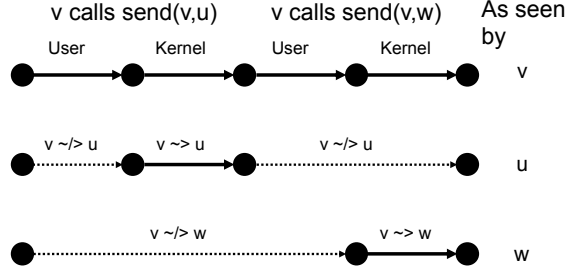 v calls send(v,u) v calls send(v,w) As seen by
User Kernel User Kernel
v
v ~/> u v ~> u v ~/> u
u
v ~/> w v ~> w
w